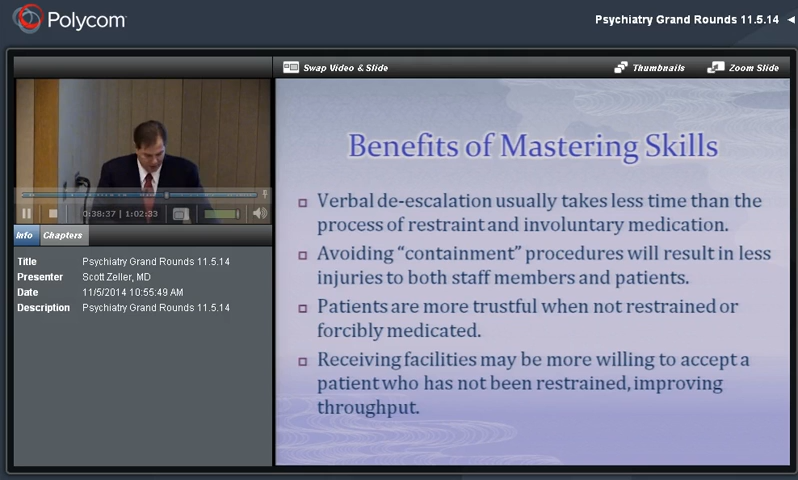 Polycom
Psychiatry Grand Rounds 11.5.14
Swap Video & Slide
Thumbnails
Zoom Slide
0:38:37 | 1:02:33
Info
Chapters
Title Psychiatry Grand Rounds 11.5.14
Presenter Scott Zeller, MD
Date 11/5/2014 10:55:49 AM
Description Psychiatry Grand Rounds 11.5.14
Benefits of Mastering Skills
Verbal de-escalation usually takes less time than the
process of restraint and involuntary medication.
Avoiding “containment” procedures will result in less
injuries to both staff members and patients.
Patients are more trustful when not restrained or
forcibly medicated.
Receiving facilities may be more willing to accept a
patient who has not been restrained, improving
throughput.